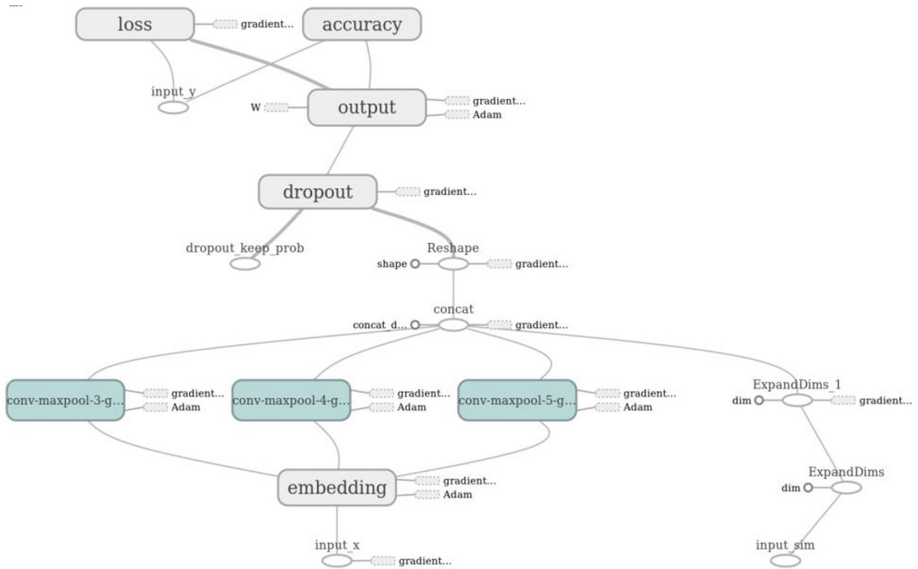 loss
gradient...
accuracy
input_y
W
output
gradient...
Adam
dropout
gradient...
dropout_keep_prob
Reshape
shape
gradient...
concat
concat_d...
gradient...
conv-maxpool-3-g...
gradient...
Adam
conv-maxpool-4-g...
gradient...
Adam
conv-maxpool-5-g...
gradient...
Adam
ExpandDims_1
dim
gradient...
embedding
gradient...
Adam
ExpandDims
dim
input_x
gradient...
input_sim